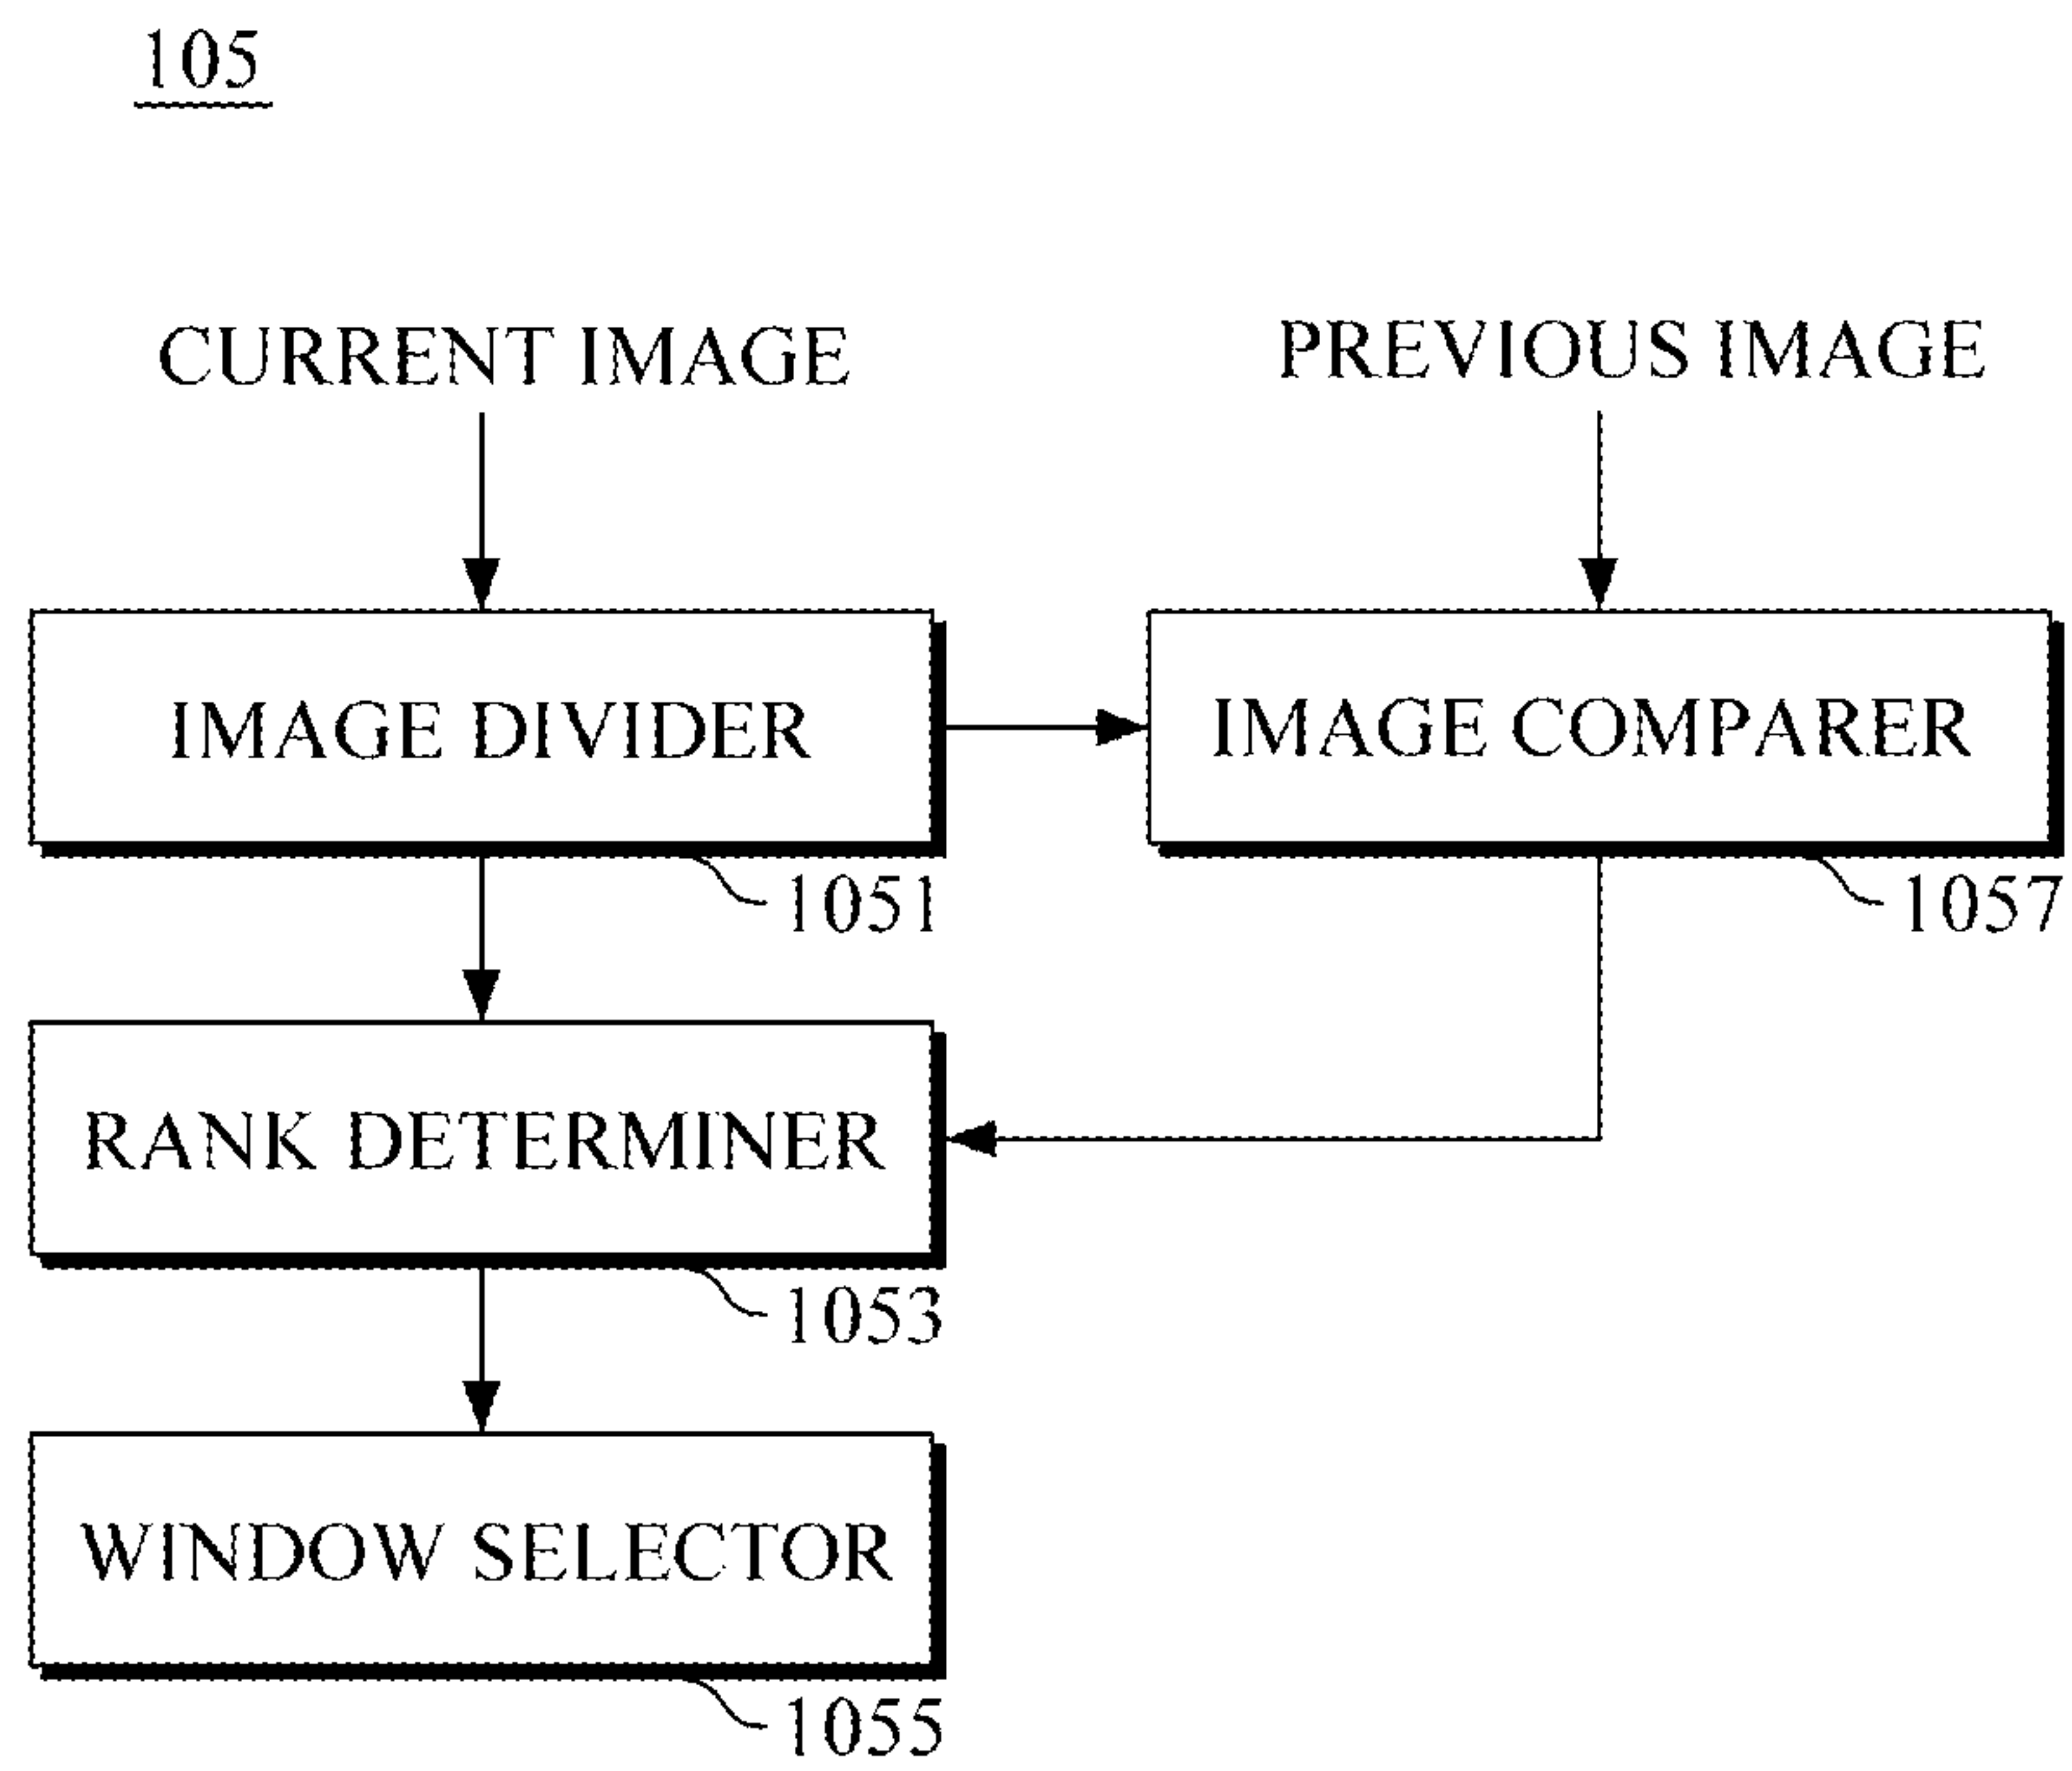 105
CURRENT IMAGE
PREVIOUS IMAGE
IMAGE DIVIDER
IMAGE COMPARER
1051
1057
RANK DETERMINER
1053
WINDOW SELECTOR
1055